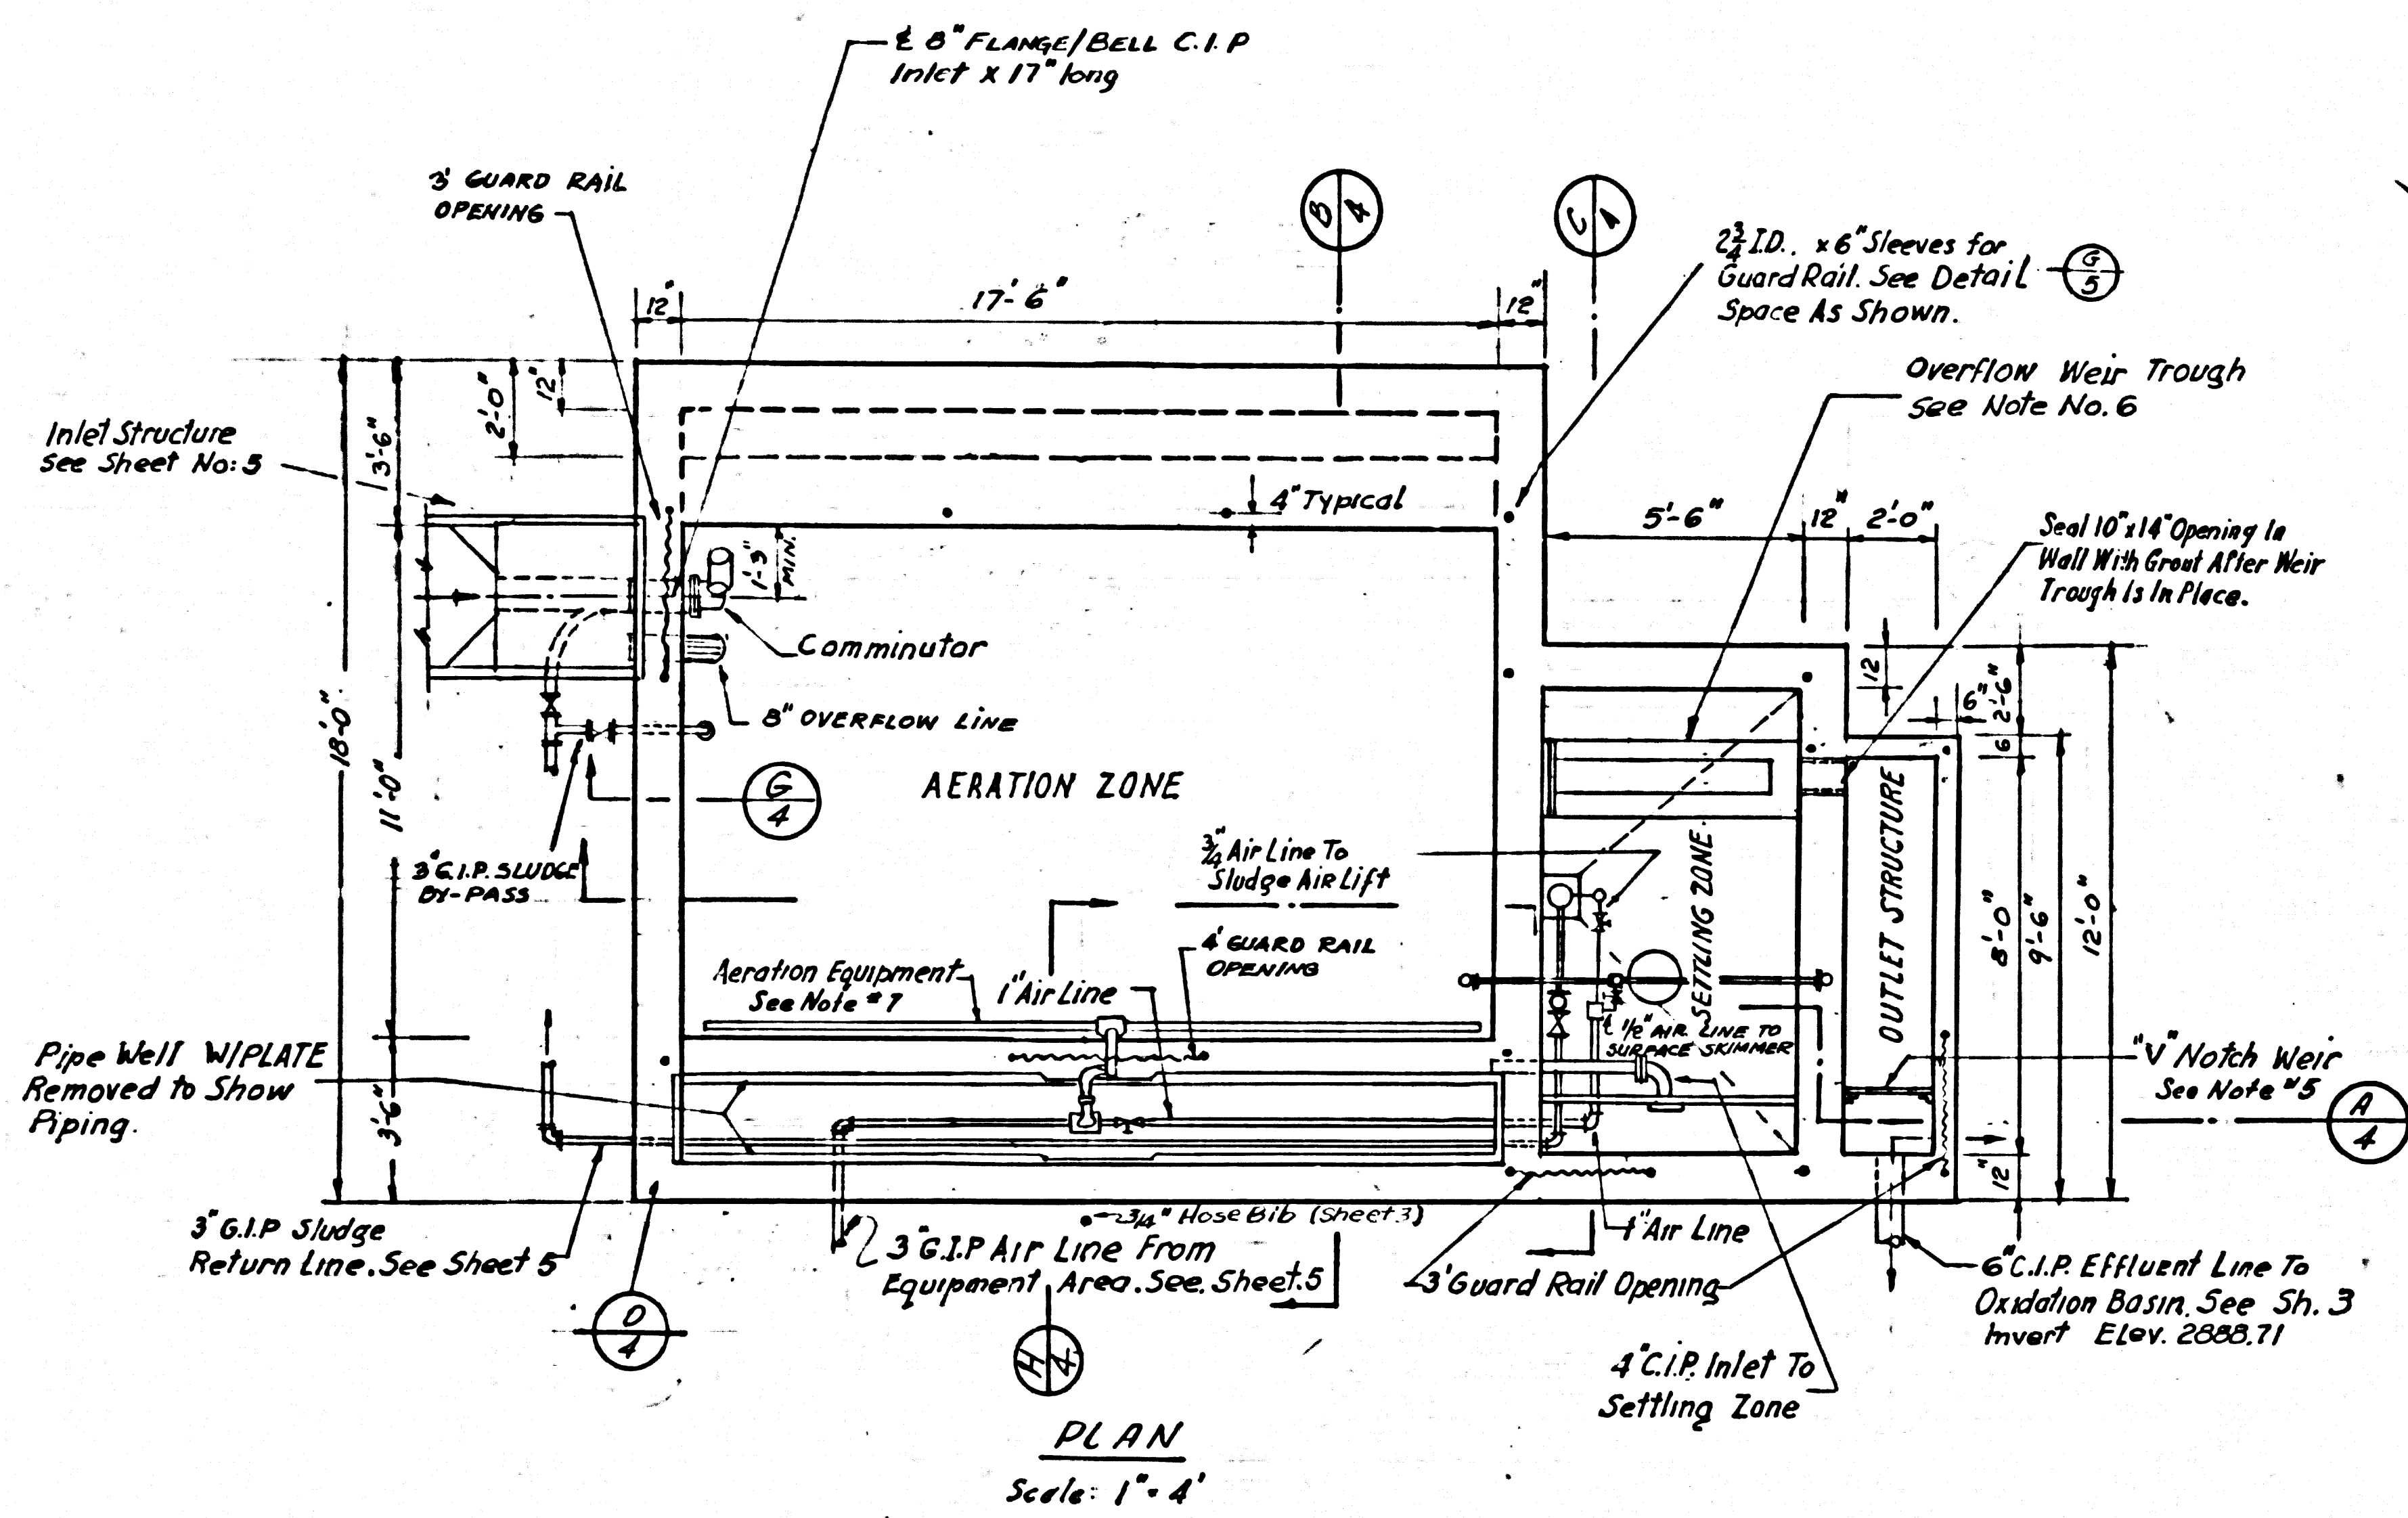 ℄ 8" FLANGE/BELL C.I.P
Inlet x 17" long
3' GUARD RAIL
OPENING
B
4
C
4
2 3/4 I.D.. x 6" Sleeves for
Guard Rail. See Detail
Space As Shown.
G
5
12"
17'-6"
12"
Overflow Weir Trough
See Note No. 6
Inlet Structure
See Sheet No: 5
3'-6"
2'-0"
12"
4" Typical
5'-6"
12"
2'-0"
Seal 10"x14" Opening In
Wall With Grout After Weir
Trough Is In Place.
1'-9"
MIN.
Comminutor
8" OVERFLOW LINE
12
6"
2'-6"
6
18'-0"
11'-0"
G
4
AERATION ZONE
3" G.I.P. SLUDGE
BY-PASS
3/4" Air Line To
Sludge Air Lift
SETTLING ZONE.
OUTLET STRUCTURE
8'-0"
9'-6"
12'-0"
4' GUARD RAIL
OPENING
Aeration Equipment
See Note #7
1" Air Line
1/2" AIR LINE TO
SURFACE SKIMMER
Pipe Well W/PLATE
Removed to Show
Piping.
3'-6"
"V" Notch Weir
See Note #5
A
4
12"
3" G.I.P Sludge
Return Line. See Sheet 5
3/4" Hose Bib (Sheet 3)
3" G.I.P Air Line From
Equipment Area. See. Sheet.5
1" Air Line
3' Guard Rail Opening
6" C.I.P. Effluent Line To
Oxidation Basin. See Sh. 3
Invert Elev. 2888.71
D
4
H
4
4" C.I.P. Inlet To
Settling Zone
PLAN
Scale: 1" = 4'